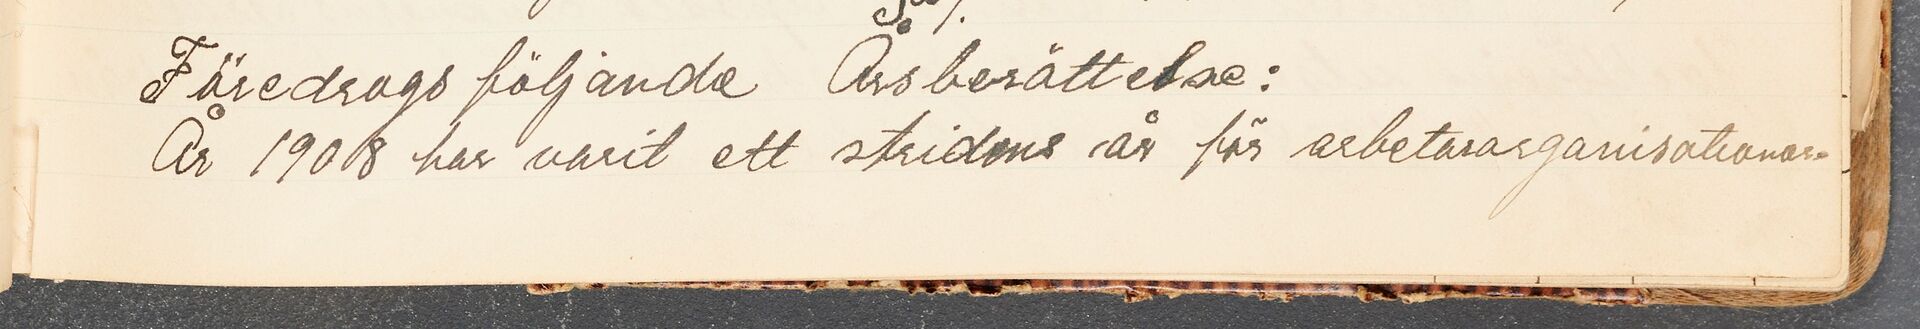 Föredrogs följande Årsberättelse:
År 1908 har varit ett stridens år för arbetarorganisationer-